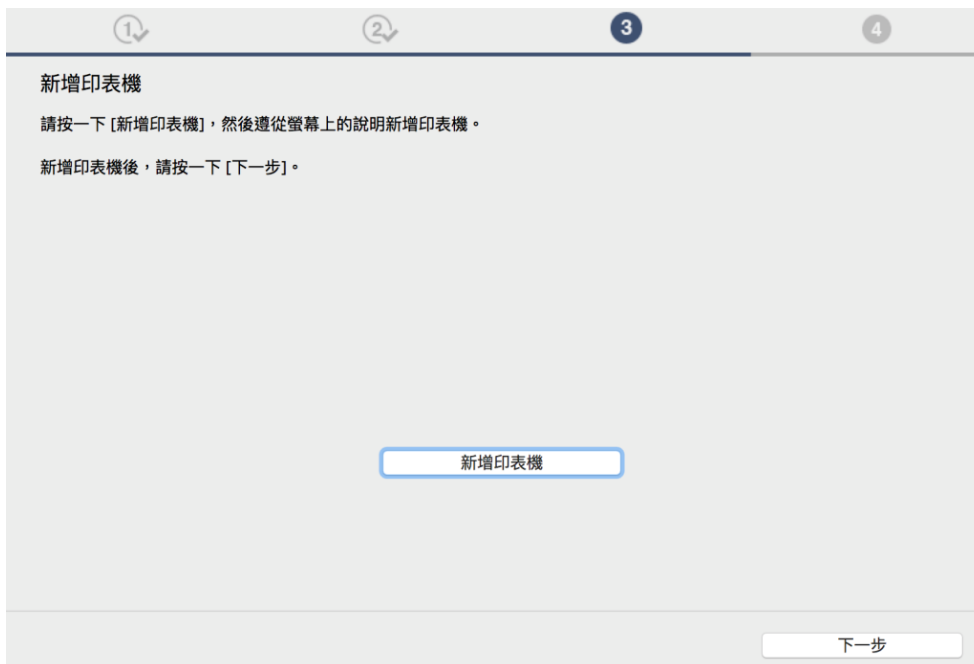 1
2
3
4
新增印表機
請按一下 [新增印表機]，然後遵從螢幕上的說明新增印表機。
新增印表機後，請按一下 [下一步]。
新增印表機
下一步